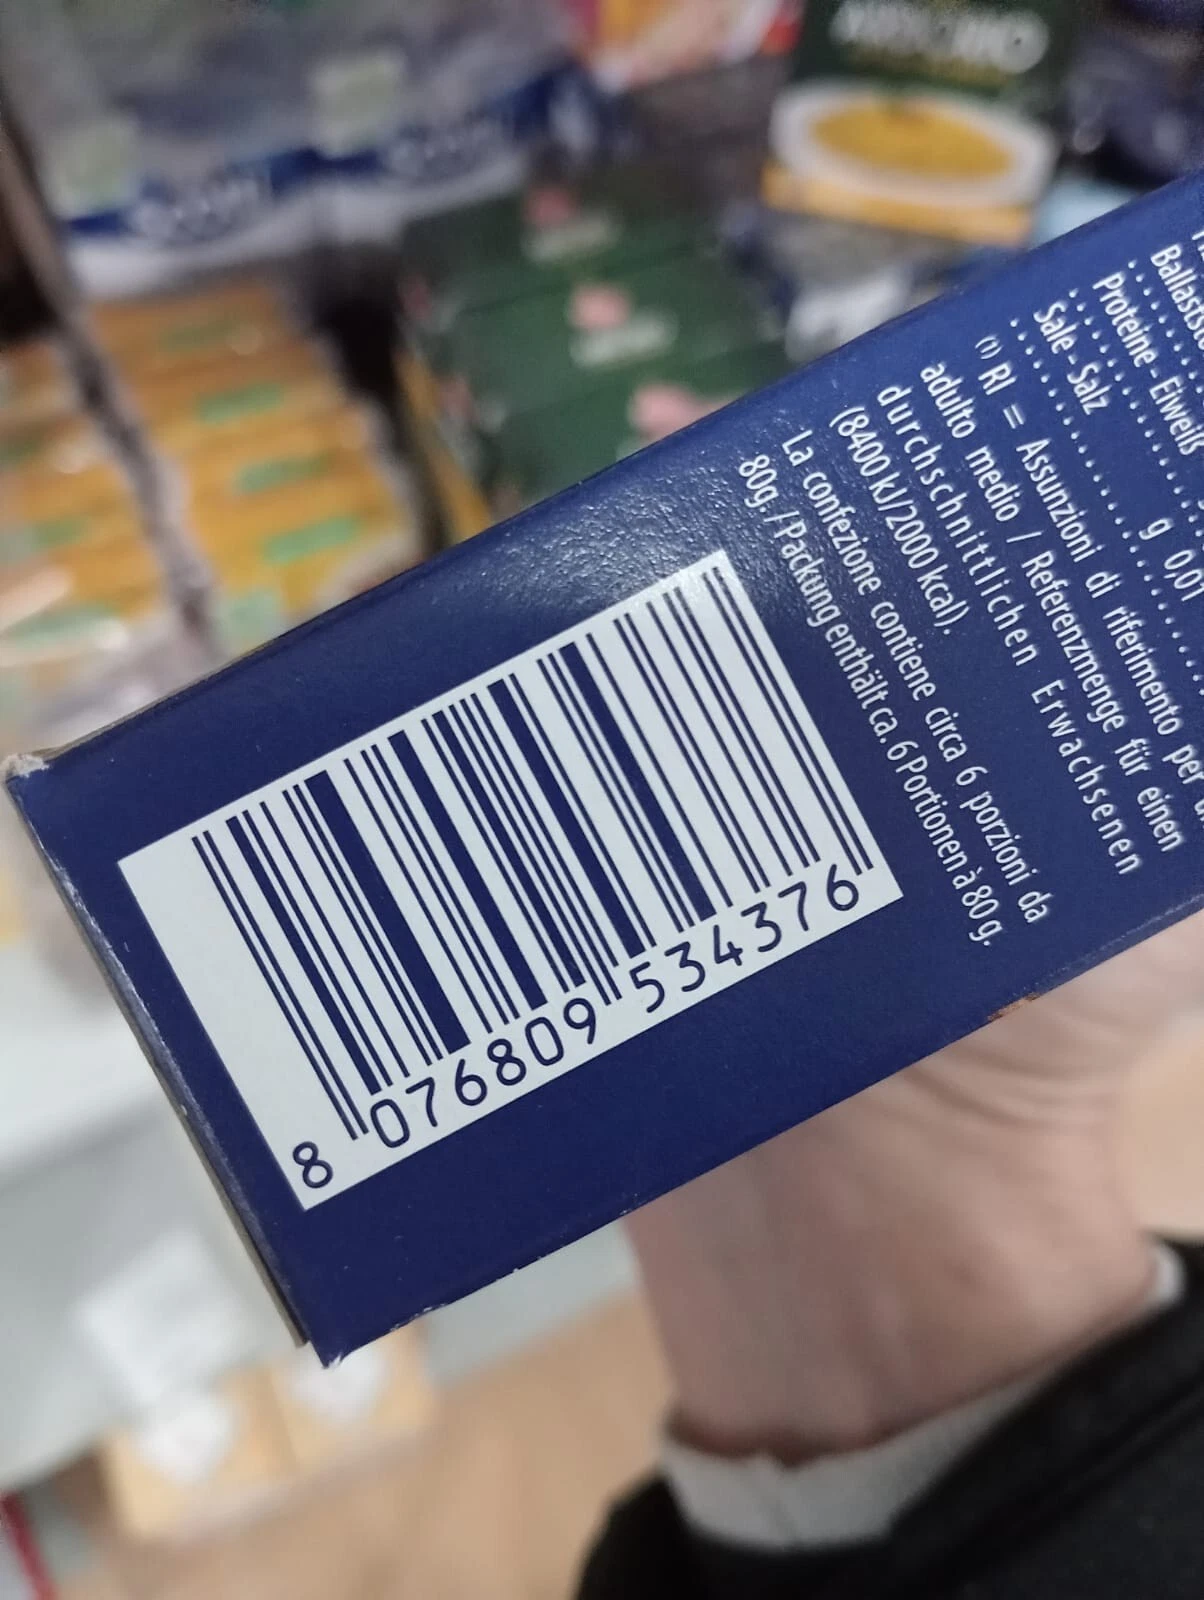 Ballasto
Proteine - Eiweiß
Sale - Salz g 0,01
(1) RI = Assunzioni di riferimento per
adulto medio / Referenzmenge für einen
durchschnittlichen Erwachsenen
(8400 kJ/2000 kcal).
La confezione contiene circa 6 porzioni da
80g. / Packung enthält ca. 6 Portionen à 80 g.
8 076809 534376